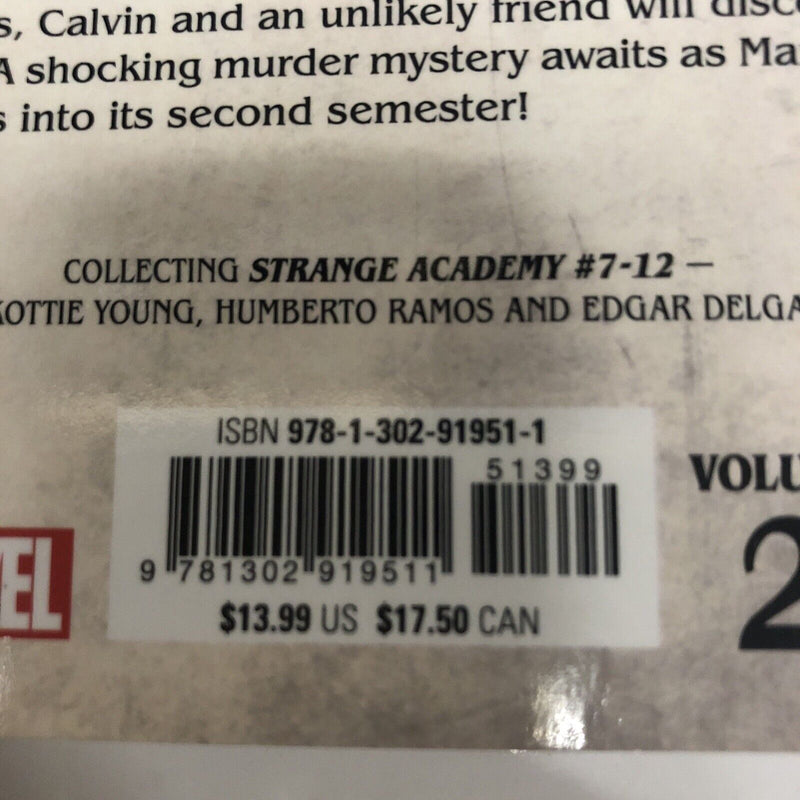 s, Calvin and an unlikely friend will disc
A shocking murder mystery awaits as Ma
s into its second semester!
COLLECTING STRANGE ACADEMY #7-12 —
KOTTIE YOUNG, HUMBERTO RAMOS AND EDGAR DELGA
ISBN 978-1-302-91951-1
51399
9 781302 919511
$13.99 US $17.50 CAN
VOLU
2
VEL